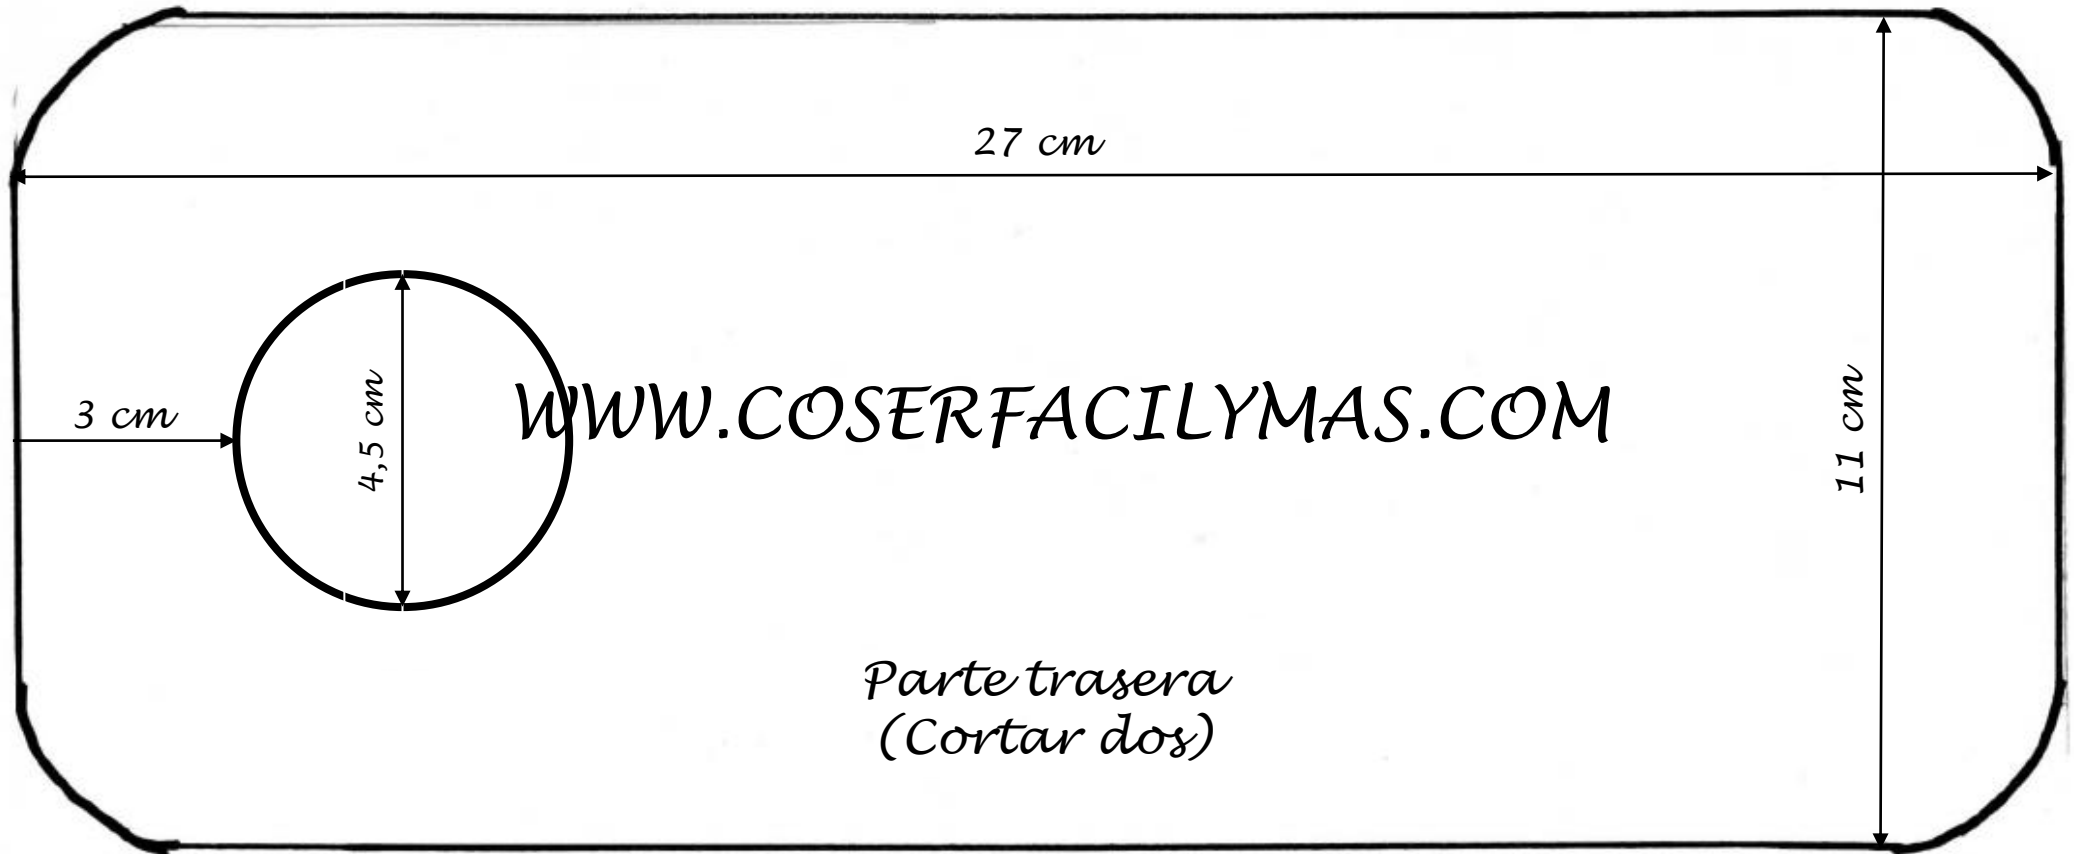 27 cm
3 cm
4,5 cm
WWW.COSERFACILYMAS.COM
11 cm
Parte trasera
(Cortar dos)